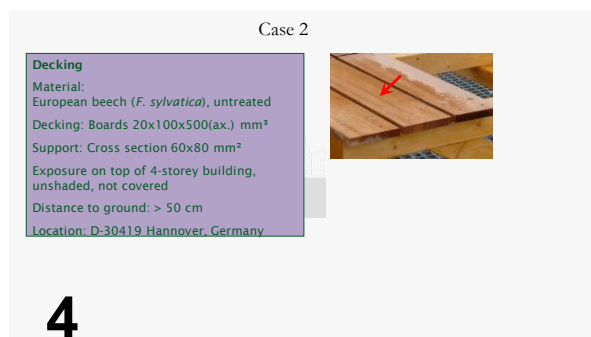 Case 2
Decking
Material:
European beech (F. sylvatica), untreated
Decking: Boards 20x100x500(ax.) mm³
Support: Cross section 60x80 mm²
Exposure on top of 4-storey building,
unshaded, not covered
Distance to ground: > 50 cm
Location: D-30419 Hannover, Germany
4